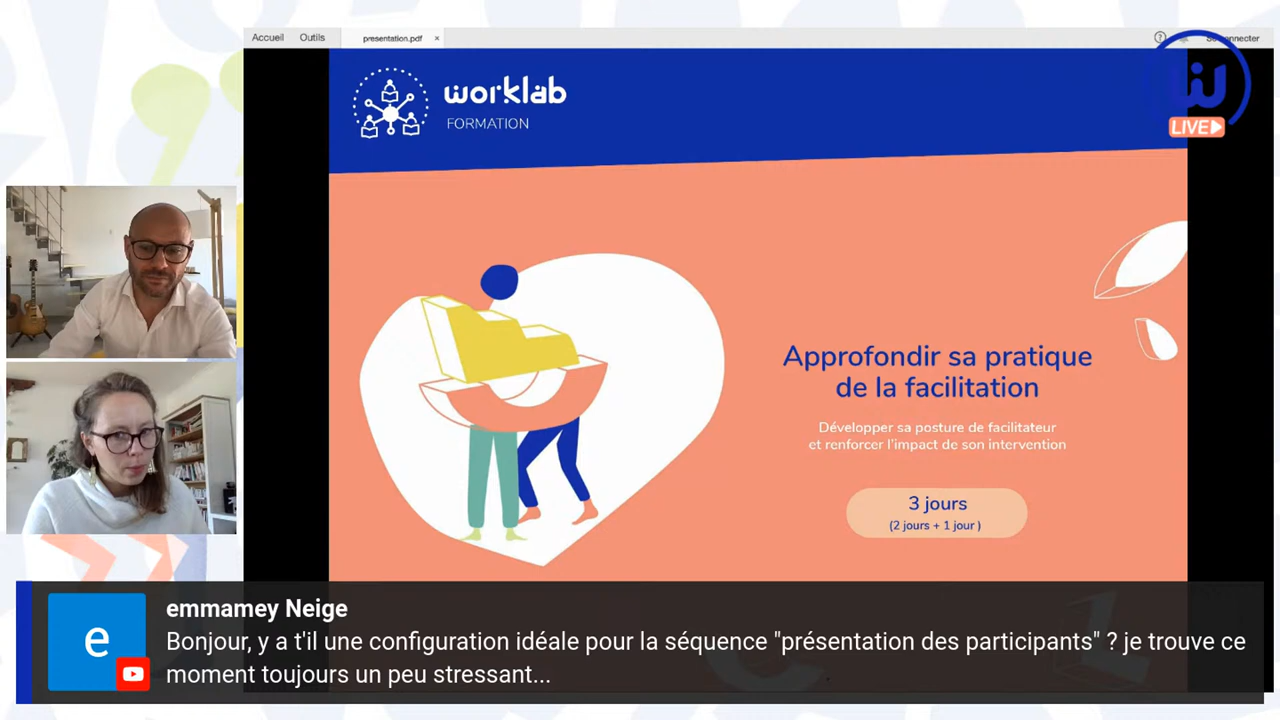 Accueil Outils presentation.pdf ×
worklab
FORMATION
LIVE
Approfondir sa pratique
de la facilitation
Développer sa posture de facilitateur
et renforcer l'impact de son intervention
3 jours
(2 jours + 1 jour )
e
emmamey Neige
Bonjour, y a t'il une configuration idéale pour la séquence "présentation des participants" ? je trouve ce
moment toujours un peu stressant...